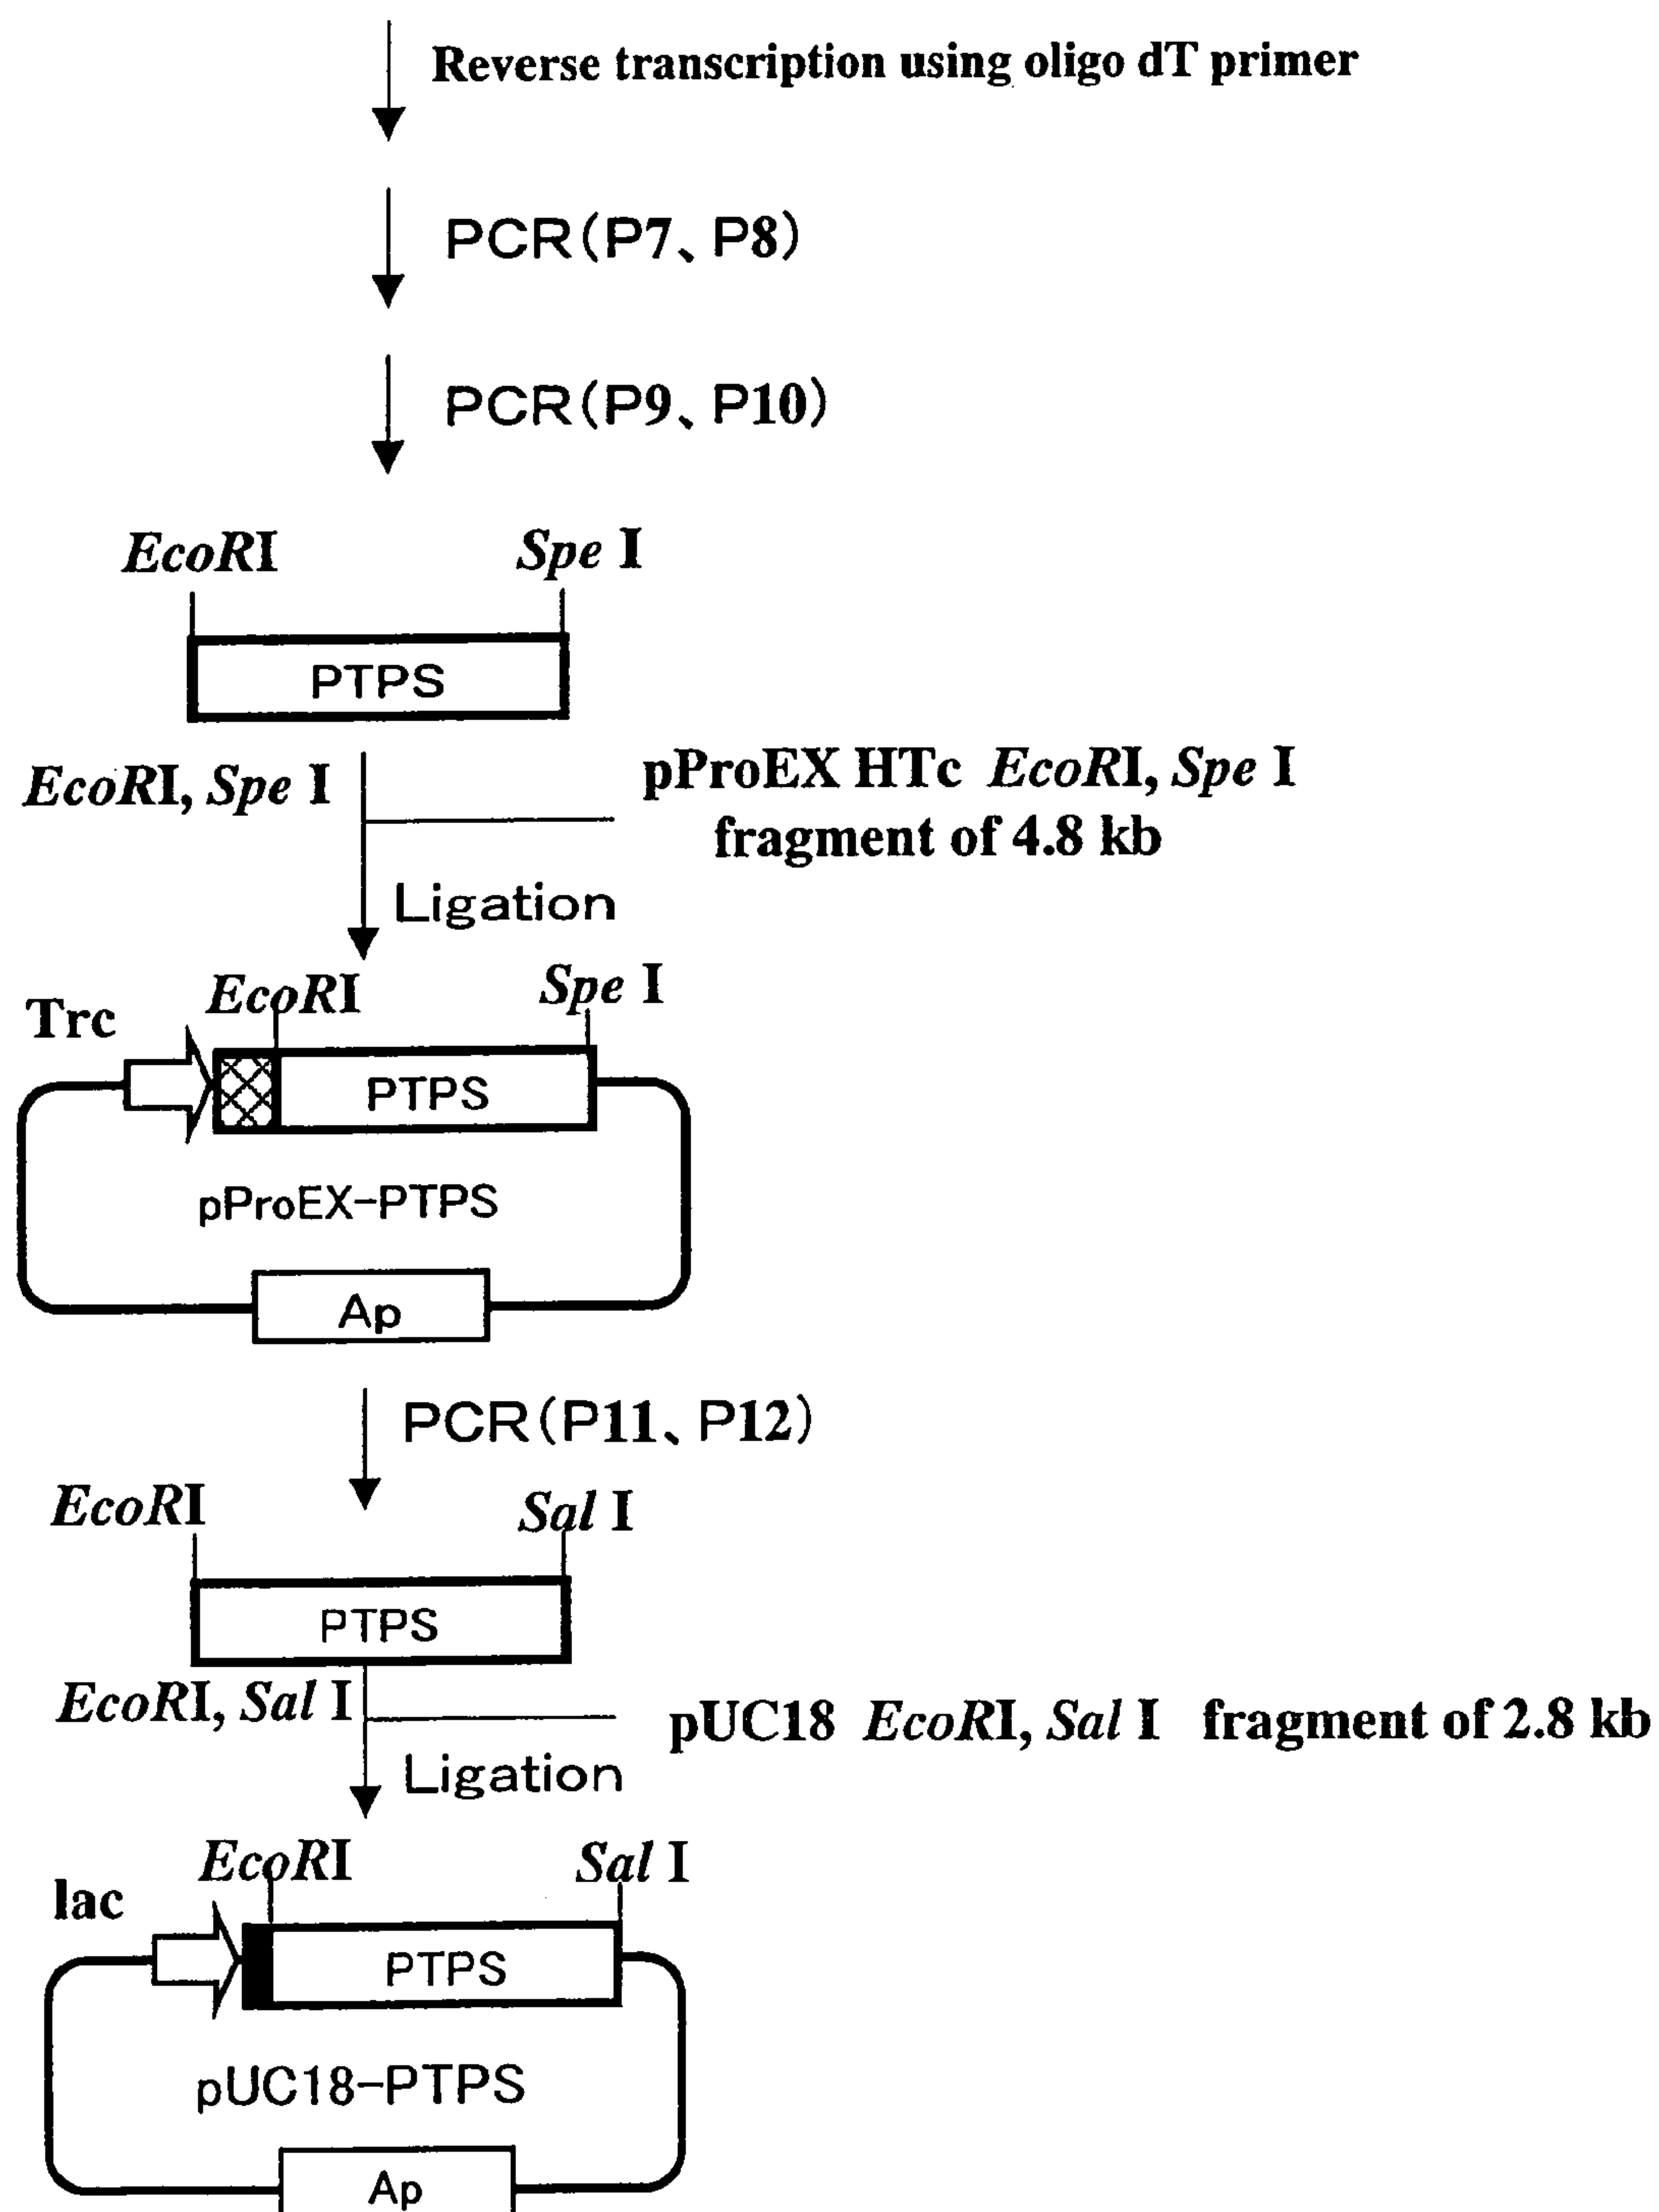 Reverse transcription using oligo dT primer
PCR(P7、P8)
PCR(P9、P10)
EcoRI Spe I
PTPS
EcoRI, Spe I
pProEX HTc EcoRI, Spe I
fragment of 4.8 kb
Ligation
Trc
EcoRI Spe I
PTPS
pProEX-PTPS
Ap
PCR(P11、P12)
EcoRI Sal I
PTPS
EcoRI, Sal I
pUC18 EcoRI, Sal I fragment of 2.8 kb
Ligation
EcoRI Sal I
lac
PTPS
pUC18-PTPS
Ap